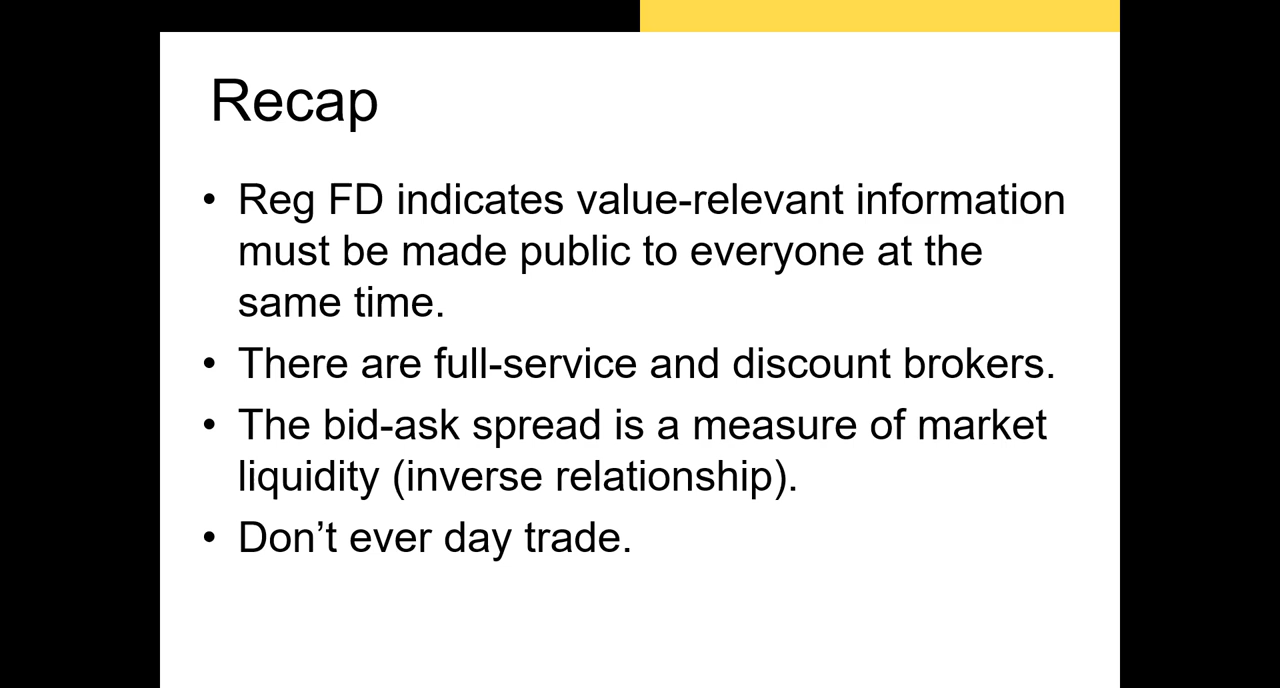 Recap
• Reg FD indicates value-relevant information
must be made public to everyone at the
same time.
• There are full-service and discount brokers.
• The bid-ask spread is a measure of market
liquidity (inverse relationship).
• Don’t ever day trade.